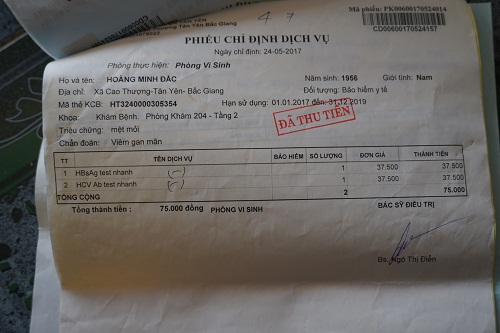 4 7
Mã phiếu: PK00600170524014
CD00600170524157
PHIẾU CHỈ ĐỊNH DỊCH VỤ
Ngày chỉ định: 24-05-2017
Phòng thực hiện: Phòng Vi Sinh
Họ và tên: HOÀNG MINH ĐẮC Năm sinh: 1956 Giới tính: Nam
Địa chỉ: Xã Cao Thượng-Tân Yên- Bắc Giang Đối tượng: Bảo hiểm y tế
Mã thẻ KCB: HT3240000305354 Hạn sử dụng: 01.01.2017 đến: 31.12.2019
Khoa: Khám Bệnh, Phòng Khám 204 - Tầng 2
ĐÃ THU TIỀN
Triệu chứng: mệt mỏi
Chẩn đoán: Viêm gan mãn
TT TÊN DỊCH VỤ BẢO HIỂM SỐ LƯỢNG ĐƠN GIÁ THÀNH TIỀN
1 HBsAg test nhanh (-) 1 37.500 37.500
2 HCV Ab test nhanh (-) 1 37.500 37.500
TỔNG CỘNG 2 75.000
Tổng thành tiền : 75.000 đồng PHÒNG VI SINH BÁC SỸ ĐIỀU TRỊ
Bs. Ngô Thị Điển